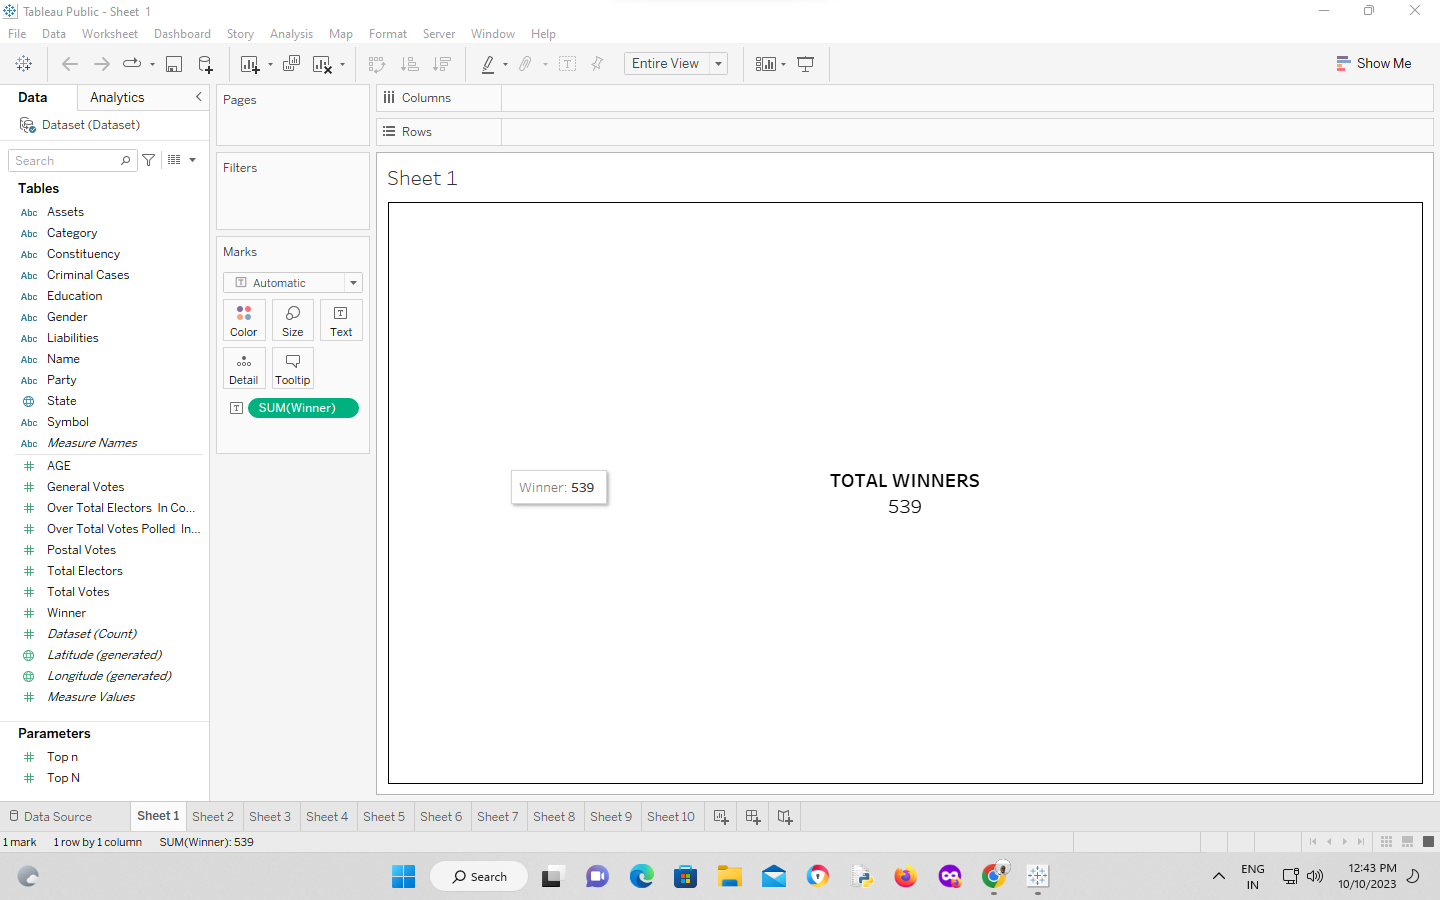 Tableau Public - Sheet 1
File Data Worksheet Dashboard Story Analysis Map Format Server Window Help
Entire View
Show Me
Data Analytics
Dataset (Dataset)
Search
Tables
Abc Assets
Abc Category
Abc Constituency
Abc Criminal Cases
Abc Education
Abc Gender
Abc Liabilities
Abc Name
Abc Party
State
Abc Symbol
Abc Measure Names
# AGE
# General Votes
# Over Total Electors In Co...
# Over Total Votes Polled In...
# Postal Votes
# Total Electors
# Total Votes
# Winner
# Dataset (Count)
Latitude (generated)
Longitude (generated)
# Measure Values
Parameters
# Top n
# Top N
Pages
Filters
Marks
T Automatic
Color Size Text
Detail Tooltip
T SUM(Winner)
Columns
Rows
Sheet 1
Winner: 539
TOTAL WINNERS
539
Data Source Sheet 1 Sheet 2 Sheet 3 Sheet 4 Sheet 5 Sheet 6 Sheet 7 Sheet 8 Sheet 9 Sheet 10
1 mark 1 row by 1 column SUM(Winner): 539
Search
ENG
IN
12:43 PM
10/10/2023